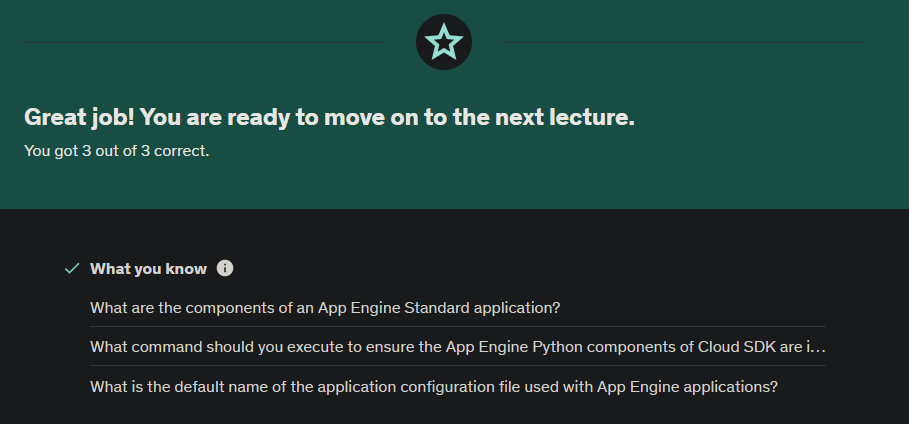 Great job! You are ready to move on to the next lecture.
You got 3 out of 3 correct.
What you know
What are the components of an App Engine Standard application?
What command should you execute to ensure the App Engine Python components of Cloud SDK are i…
What is the default name of the application configuration file used with App Engine applications?